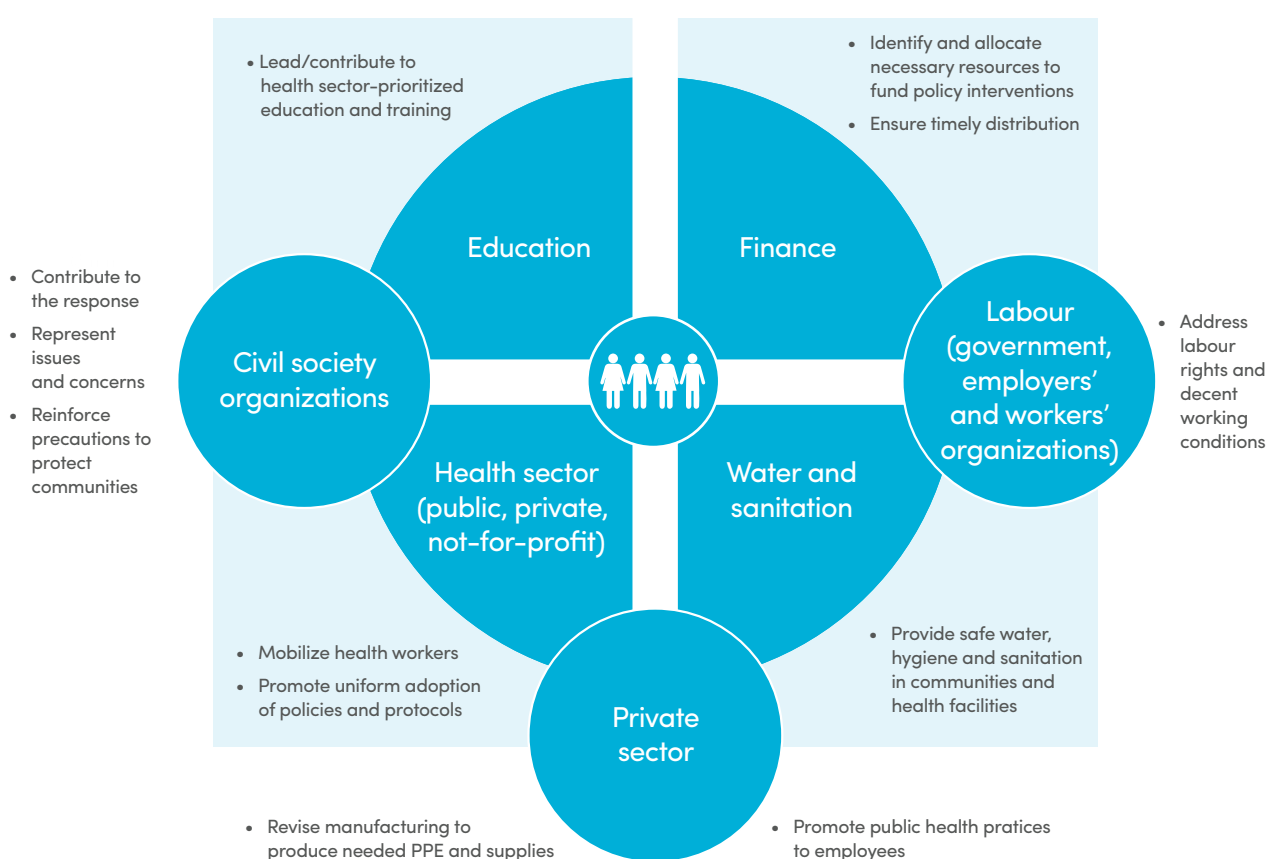 • Lead/contribute to
health sector-prioritized
education and training
• Identify and allocate
necessary resources to
fund policy interventions
• Ensure timely distribution
Education
Finance
• Contribute to
the response
• Represent
issues
and concerns
• Reinforce
precautions to
protect
communities
Civil society
organizations
Labour
(government,
employers’
and workers’
organizations)
• Address
labour
rights and
decent
working
conditions
Health sector
(public, private,
not-for-profit)
Water and
sanitation
• Mobilize health workers
• Promote uniform adoption
of policies and protocols
• Provide safe water,
hygiene and sanitation
in communities and
health facilities
Private
sector
• Revise manufacturing to
produce needed PPE and supplies
• Promote public health pratices
to employees